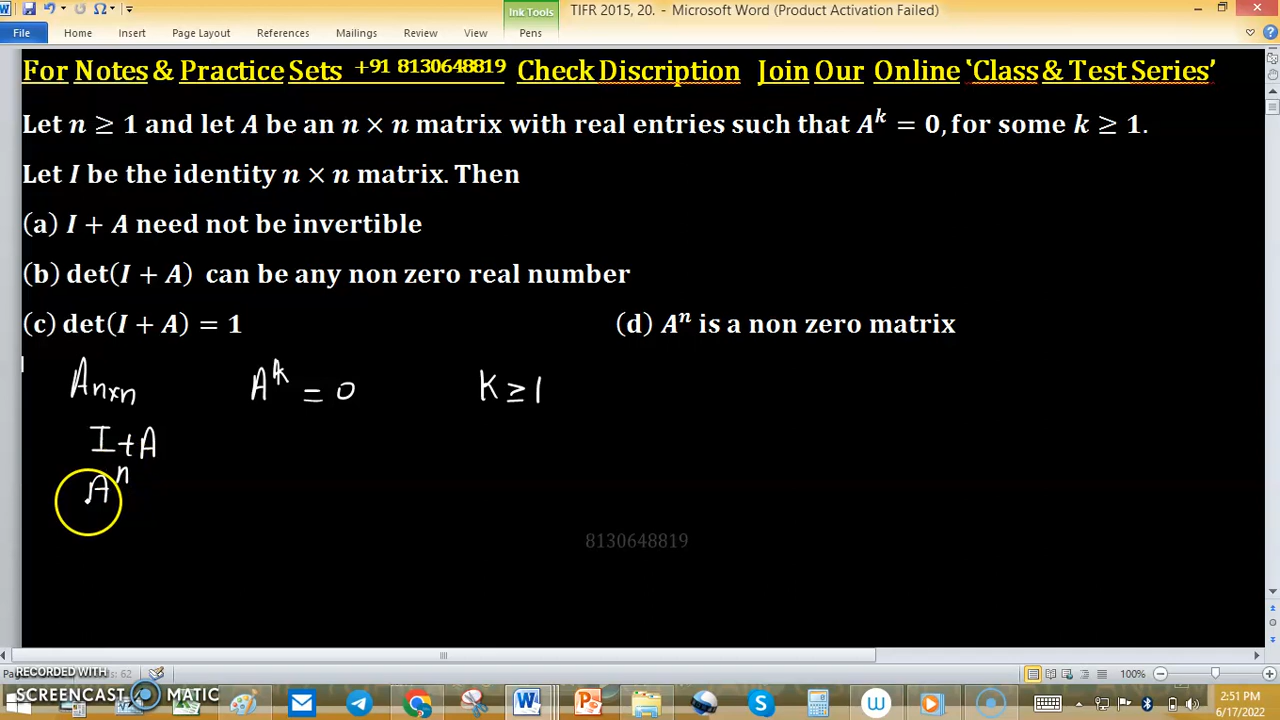 Ink Tools
TIFR 2015, 20. - Microsoft Word (Product Activation Failed)
File Home Insert Page Layout References Mailings Review View Pens
For Notes & Practice Sets +91 8130648819 Check Discription Join Our Online 'Class & Test Series'
Let n ≥ 1 and let A be an n × n matrix with real entries such that A^k = 0, for some k ≥ 1.
Let I be the identity n × n matrix. Then
(a) I + A need not be invertible
(b) det(I + A) can be any non zero real number
(c) det(I + A) = 1 (d) A^n is a non zero matrix
A_{n×n} A^k = 0 K ≥ 1
I + A
A^n
8130648819
RECORDED WITH
SCREENCAST MATIC
62
100%
2:51 PM
6/17/2022